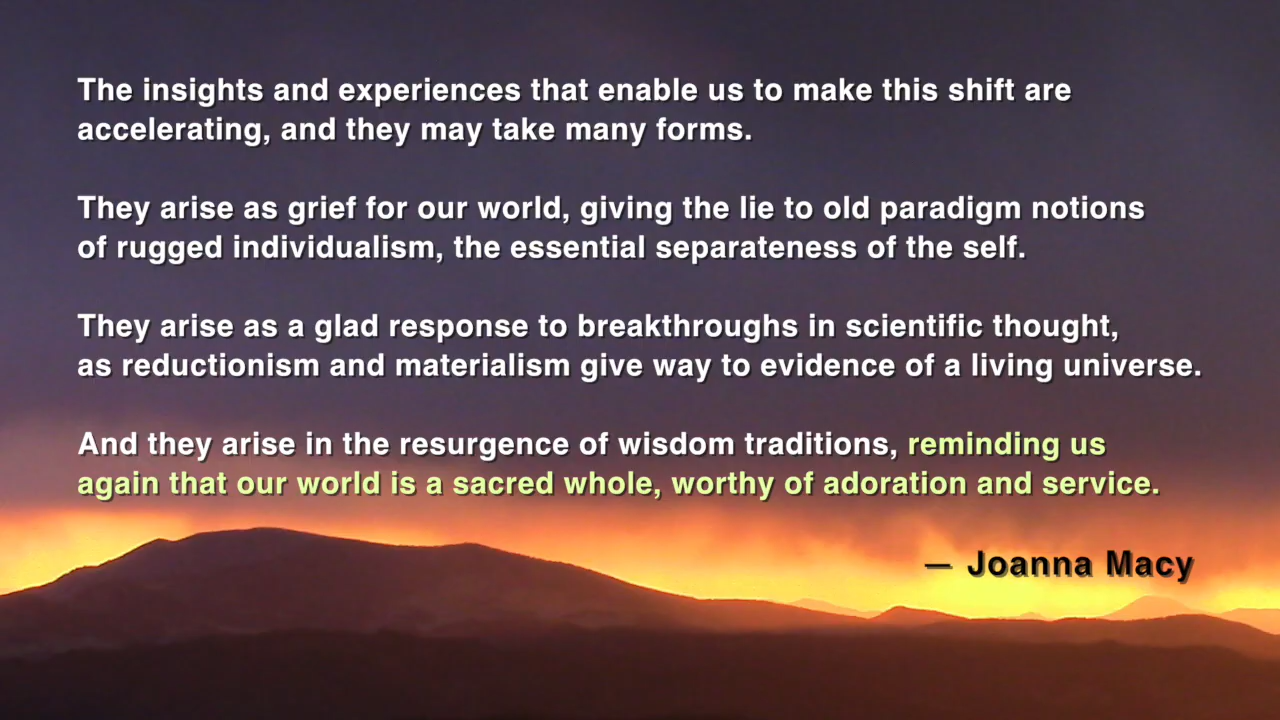 The insights and experiences that enable us to make this shift are
accelerating, and they may take many forms.
They arise as grief for our world, giving the lie to old paradigm notions
of rugged individualism, the essential separateness of the self.
They arise as a glad response to breakthroughs in scientific thought,
as reductionism and materialism give way to evidence of a living universe.
And they arise in the resurgence of wisdom traditions, reminding us
again that our world is a sacred whole, worthy of adoration and service.
— Joanna Macy